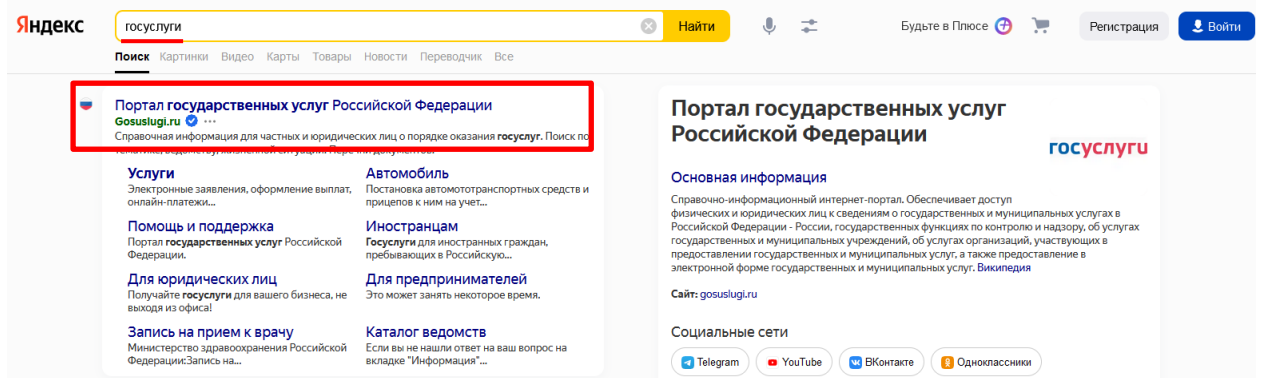 Яндекс
госуслуги
Найти
Будьте в Плюсе
Регистрация
Войти
Поиск Картинки Видео Карты Товары Новости Переводчик Все
Портал государственных услуг Российской Федерации
Gosuslugi.ru
Справочная информация для частных и юридических лиц о порядке оказания госуслуг. Поиск по
Услуги
Электронные заявления, оформление выплат,
онлайн-платежи...
Автомобиль
Постановка автомототранспортных средств и
прицепов к ним на учет...
Помощь и поддержка
Портал государственных услуг Российской
Федерации.
Иностранцам
Госуслуги для иностранных граждан,
пребывающих в Российскую...
Для юридических лиц
Получайте госуслуги для вашего бизнеса, не
выходя из офиса!
Для предпринимателей
Это может занять некоторое время.
Запись на прием к врачу
Министерство здравоохранения Российской
Федерации:Запись на...
Каталог ведомств
Если вы не нашли ответ на ваш вопрос на
вкладке "Информация"...
Портал государственных услуг
Российской Федерации
госуслуги
Основная информация
Справочно-информационный интернет-портал. Обеспечивает доступ
физических и юридических лиц к сведениям о государственных и муниципальных услугах в
Российской Федерации - России, государственных функциях по контролю и надзору, об услугах
государственных и муниципальных учреждений, об услугах организаций, участвующих в
предоставлении государственных и муниципальных услуг, а также предоставление в
электронной форме государственных и муниципальных услуг. Википедия
Сайт: gosuslugi.ru
Социальные сети
Telegram
YouTube
ВКонтакте
Одноклассники